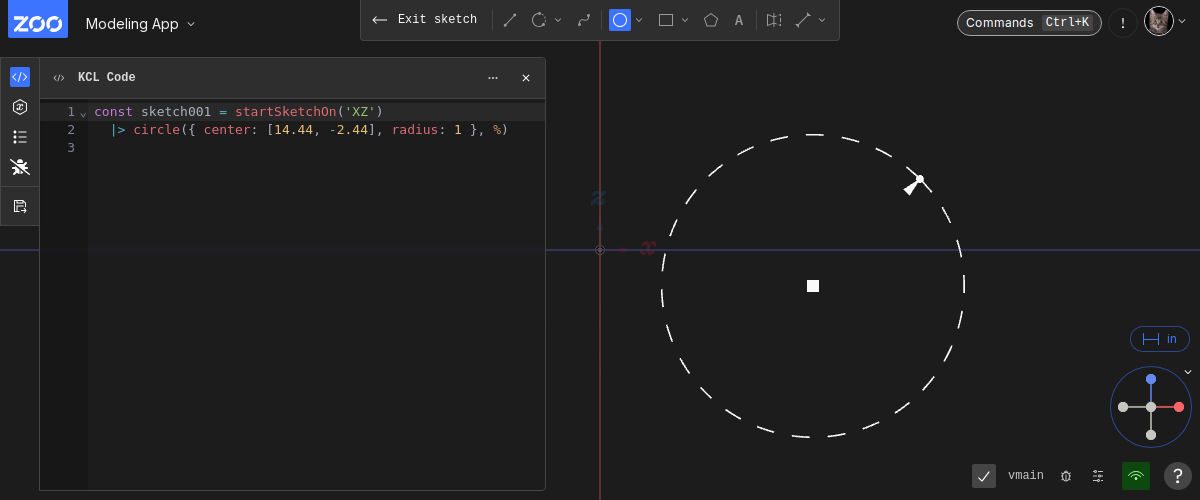 ZOO
Modeling App
Exit sketch
A
Commands Ctrl+K
!
KCL Code
1 const sketch001 = startSketchOn('XZ')
2 |> circle({ center: [14.44, -2.44], radius: 1 }, %)
3
z
x
in
vmain
?